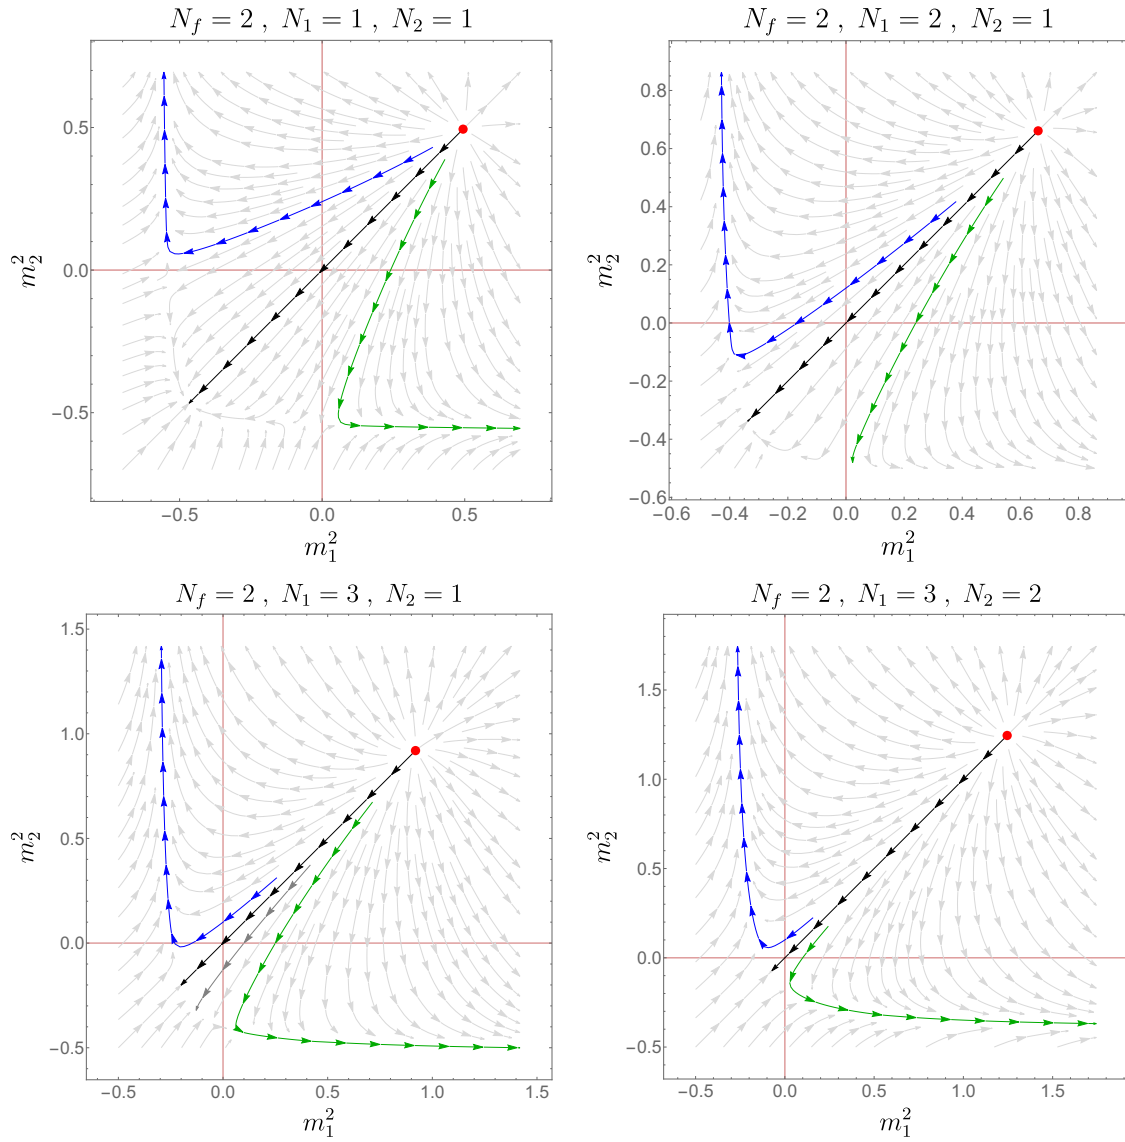 N_f = 2 , N_1 = 1 , N_2 = 1
0.5
0.0
−0.5
m_2^2
−0.5 0.0 0.5
m_1^2
N_f = 2 , N_1 = 2 , N_2 = 1
0.8
0.6
0.4
0.2
0.0
−0.2
−0.4
−0.6
m_2^2
−0.6 −0.4 −0.2 0.0 0.2 0.4 0.6 0.8
m_1^2
N_f = 2 , N_1 = 3 , N_2 = 1
1.5
1.0
0.5
0.0
−0.5
m_2^2
−0.5 0.0 0.5 1.0 1.5
m_1^2
N_f = 2 , N_1 = 3 , N_2 = 2
1.5
1.0
0.5
0.0
−0.5
m_2^2
−0.5 0.0 0.5 1.0 1.5
m_1^2